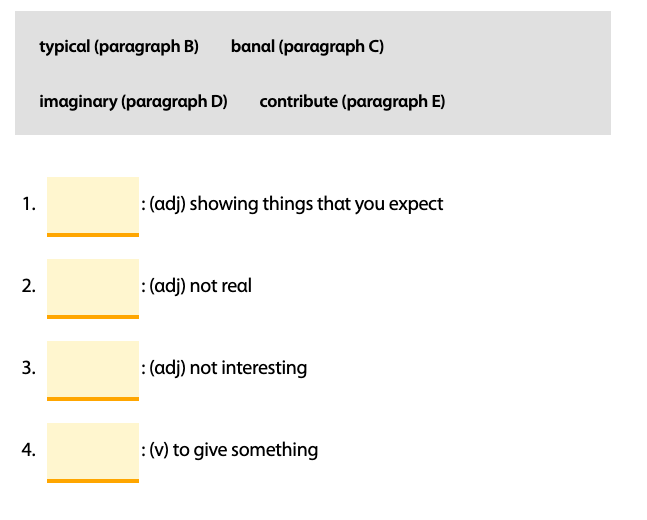 typical (paragraph B) banal (paragraph C)
imaginary (paragraph D) contribute (paragraph E)
1. : (adj) showing things that you expect
2. : (adj) not real
3. : (adj) not interesting
4. : (v) to give something